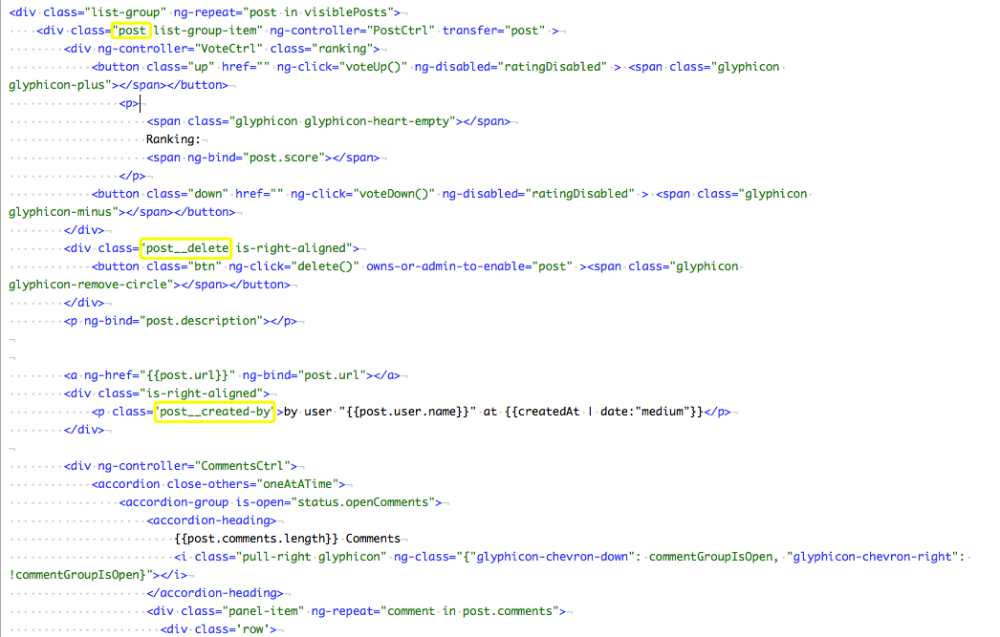 <div class="list-group" ng-repeat="post in visiblePosts">
<div class="post list-group-item" ng-controller="PostCtrl" transfer="post" >
<div ng-controller="VoteCtrl" class="ranking">
<button class="up" href="" ng-click="voteUp()" ng-disabled="ratingDisabled" > <span class="glyphicon
glyphicon-plus"></span></button>
<p>
<span class="glyphicon glyphicon-heart-empty"></span>
Ranking:
<span ng-bind="post.score"></span>
</p>
<button class="down" href="" ng-click="voteDown()" ng-disabled="ratingDisabled" > <span class="glyphicon
glyphicon-minus"></span></button>
</div>
<div class="post__delete is-right-aligned">
<button class="btn" ng-click="delete()" owns-or-admin-to-enable="post" ><span class="glyphicon
glyphicon-remove-circle"></span></button>
</div>
<p ng-bind="post.description"></p>
<a ng-href="{{post.url}}" ng-bind="post.url"></a>
<div class="is-right-aligned">
<p class="post__created-by">by user "{{post.user.name}}" at {{createdAt | date:"medium"}}</p>
</div>
<div ng-controller="CommentsCtrl">
<accordion close-others="oneAtATime">
<accordion-group is-open="status.openComments">
<accordion-heading>
{{post.comments.length}} Comments
<i class="pull-right glyphicon" ng-class="{"glyphicon-chevron-down": commentGroupIsOpen, "glyphicon-chevron-right":
!commentGroupIsOpen}"></i>
</accordion-heading>
<div class="panel-item" ng-repeat="comment in post.comments">
<div class='row'>